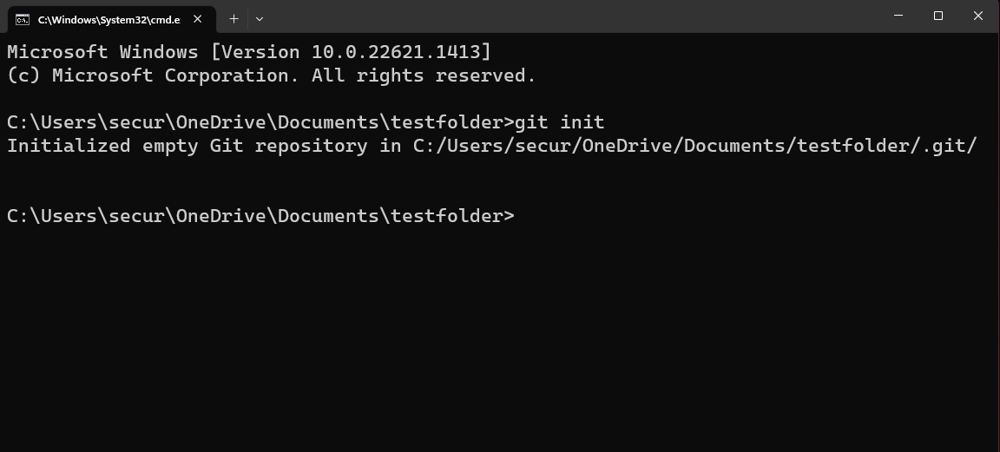 C:\Windows\System32\cmd.e
Microsoft Windows [Version 10.0.22621.1413]
(c) Microsoft Corporation. All rights reserved.
C:\Users\secur\OneDrive\Documents\testfolder>git init
Initialized empty Git repository in C:/Users/secur/OneDrive/Documents/testfolder/.git/
C:\Users\secur\OneDrive\Documents\testfolder>